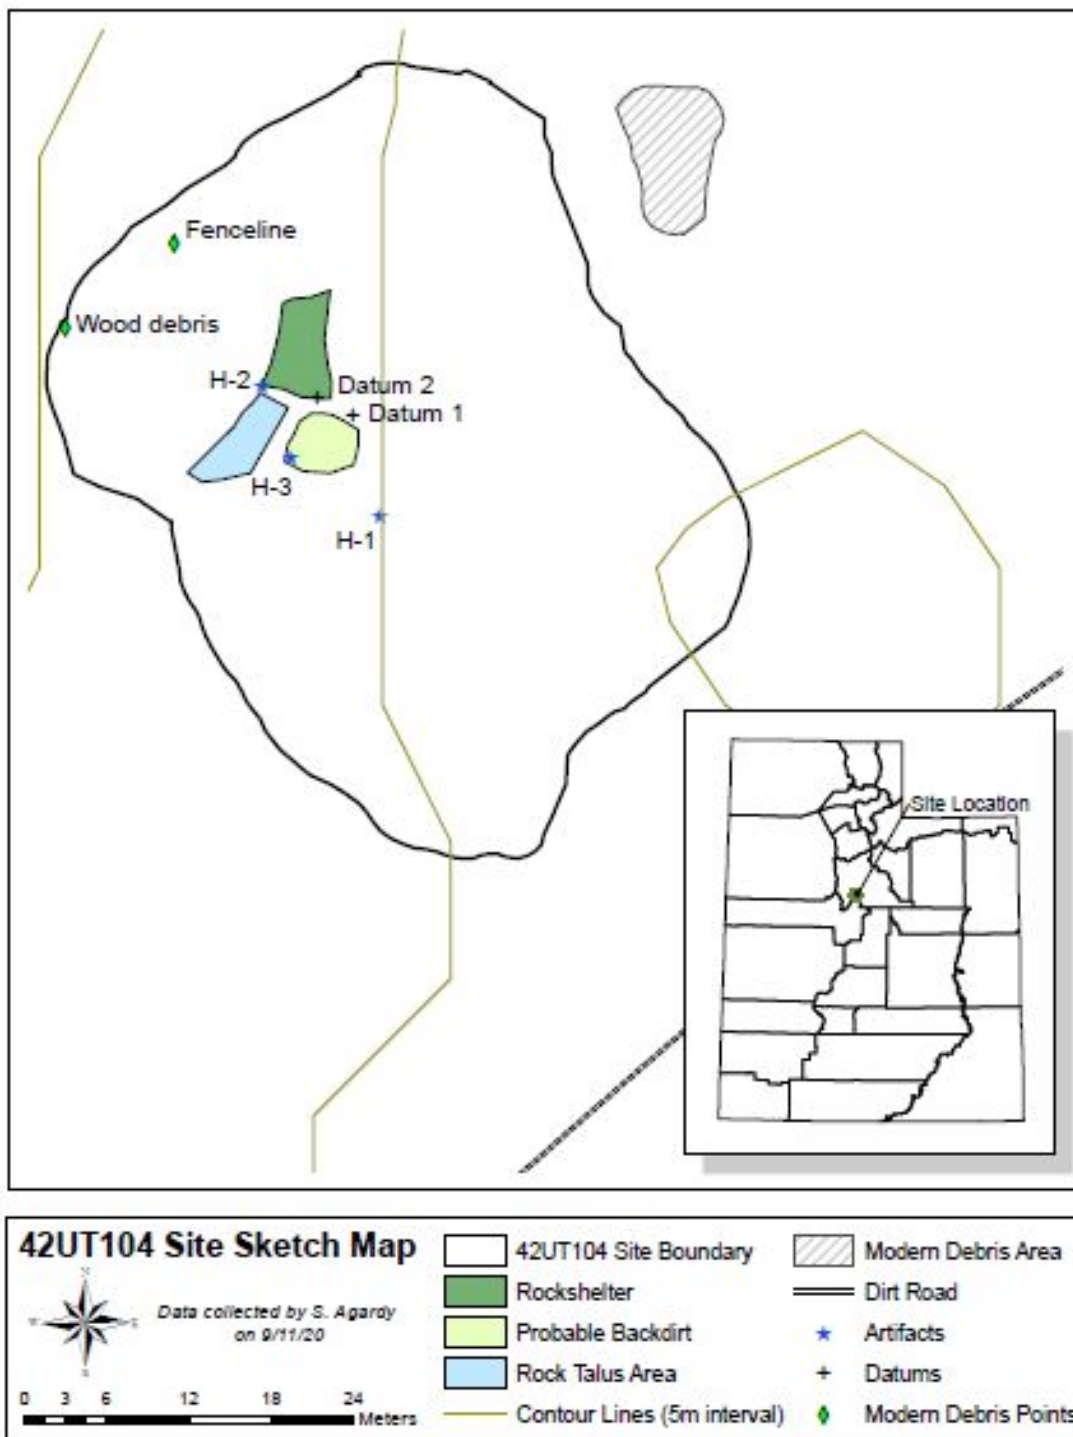 Fenceline
Wood debris
H-2
Datum 2
Datum 1
H-3
H-1
Site Location
42UT104 Site Sketch Map
N
W
E
S
Data collected by S. Agardy
on 9/11/20
0 3 6 12 18 24
Meters
42UT104 Site Boundary
Rockshelter
Probable Backdirt
Rock Talus Area
Contour Lines (5m interval)
Modern Debris Area
Dirt Road
Artifacts
Datums
Modern Debris Points